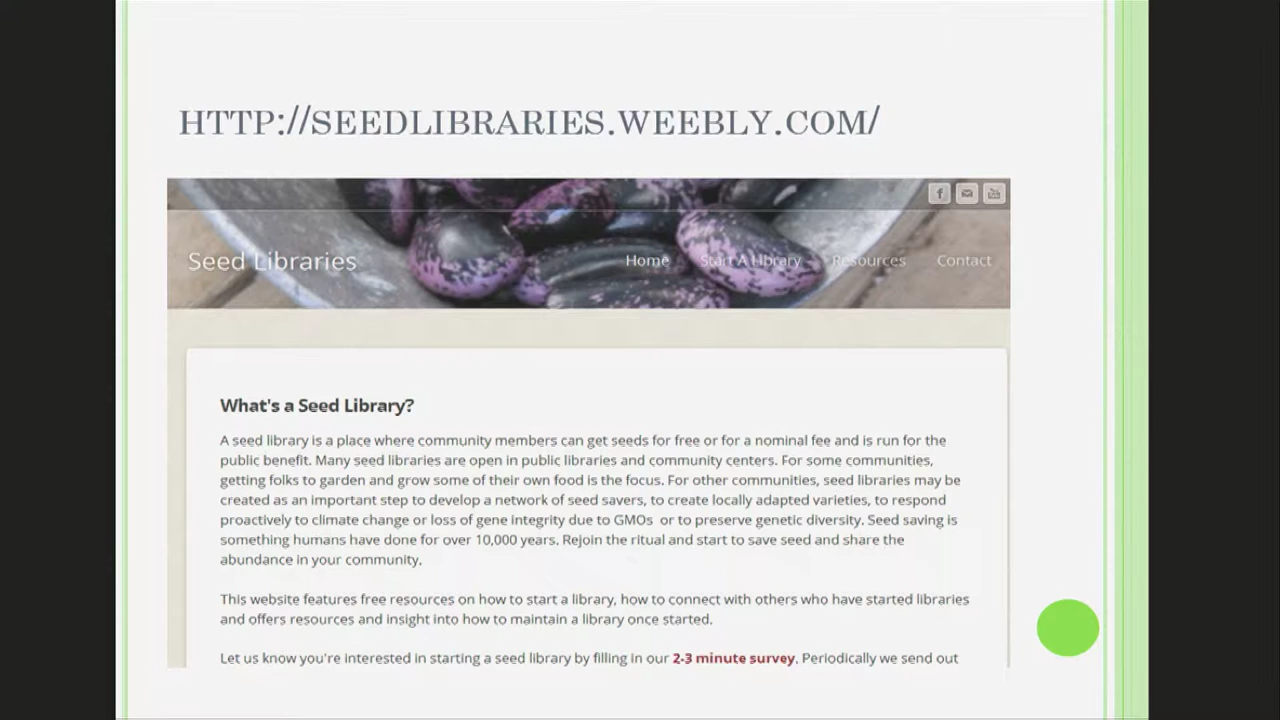 HTTP://SEEDLIBRARIES.WEEBLY.COM/
Seed Libraries
Home Start A Library Resources Contact
What's a Seed Library?
A seed library is a place where community members can get seeds for free or for a nominal fee and is run for the
public benefit. Many seed libraries are open in public libraries and community centers. For some communities,
getting folks to garden and grow some of their own food is the focus. For other communities, seed libraries may be
created as an important step to develop a network of seed savers, to create locally adapted varieties, to respond
proactively to climate change or loss of gene integrity due to GMOs or to preserve genetic diversity. Seed saving is
something humans have done for over 10,000 years. Rejoin the ritual and start to save seed and share the
abundance in your community.
This website features free resources on how to start a library, how to connect with others who have started libraries
and offers resources and insight into how to maintain a library once started.
Let us know you're interested in starting a seed library by filling in our 2-3 minute survey. Periodically we send out